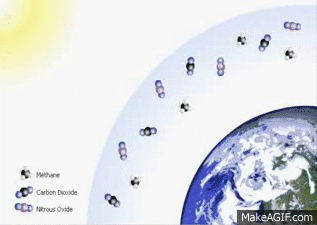 Methane
Carbon Dioxide
Nitrous Oxide
MakeAGIF.com